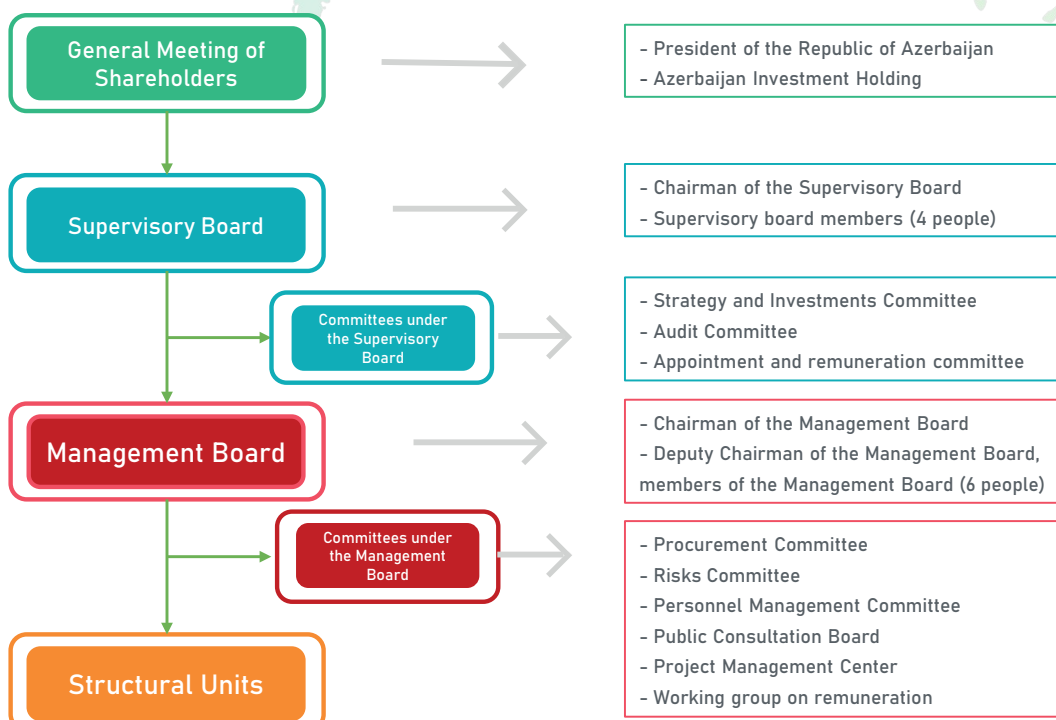 General Meeting of
Shareholders
- President of the Republic of Azerbaijan
- Azerbaijan Investment Holding
Supervisory Board
- Chairman of the Supervisory Board
- Supervisory board members (4 people)
Committees under
the Supervisory
Board
- Strategy and Investments Committee
- Audit Committee
- Appointment and remuneration committee
Management Board
- Chairman of the Management Board
- Deputy Chairman of the Management Board,
members of the Management Board (6 people)
Committees under
the Management
Board
- Procurement Committee
- Risks Committee
- Personnel Management Committee
- Public Consultation Board
- Project Management Center
- Working group on remuneration
Structural Units